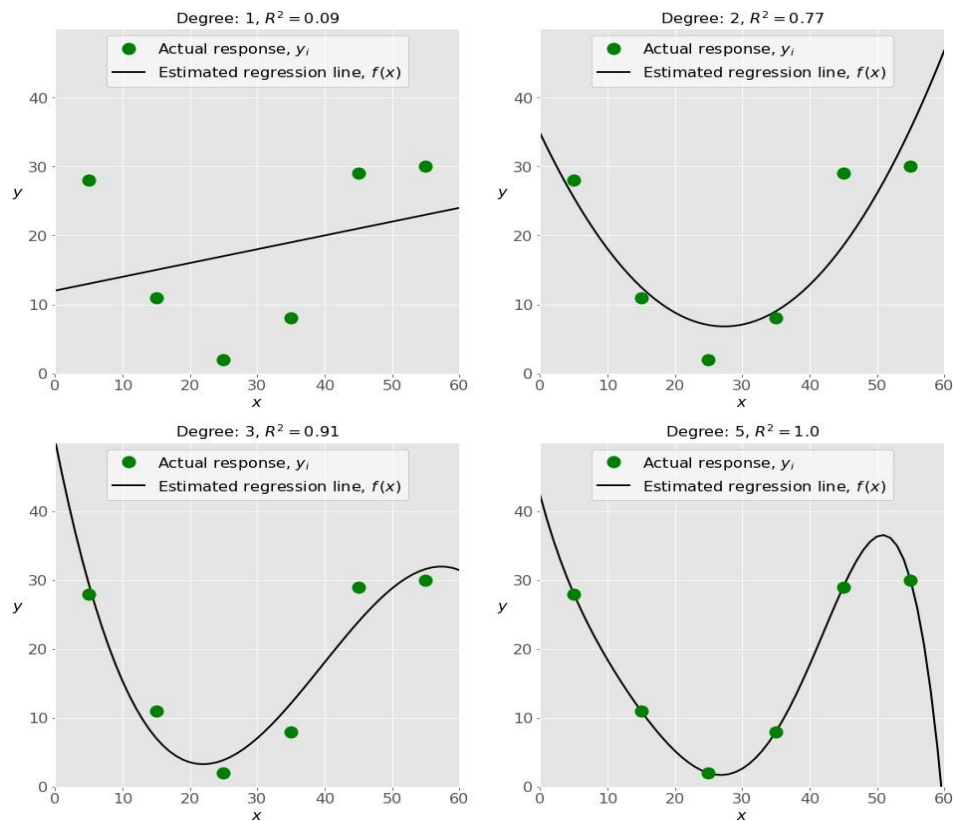 Degree: 1, R² = 0.09
Actual response, yᵢ
Estimated regression line, f(x)
40
30
y
20
10
0
0 10 20 30 40 50 60
x
Degree: 2, R² = 0.77
Actual response, yᵢ
Estimated regression line, f(x)
40
30
y
20
10
0
0 10 20 30 40 50 60
x
Degree: 3, R² = 0.91
Actual response, yᵢ
Estimated regression line, f(x)
40
30
y
20
10
0
0 10 20 30 40 50 60
x
Degree: 5, R² = 1.0
Actual response, yᵢ
Estimated regression line, f(x)
40
30
y
20
10
0
0 10 20 30 40 50 60
x